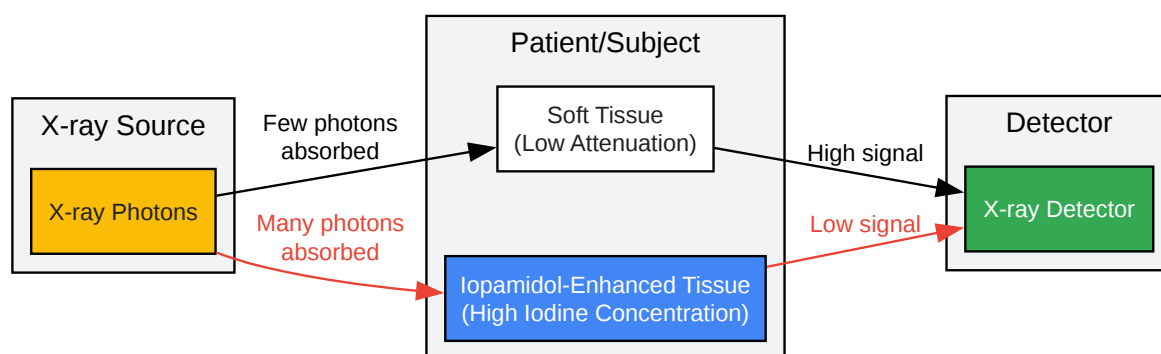 X-ray Source
X-ray Photons
Few photons
absorbed
Many photons
absorbed
Patient/Subject
Soft Tissue
(Low Attenuation)
Iopamidol-Enhanced Tissue
(High Iodine Concentration)
High signal
Low signal
Detector
X-ray Detector